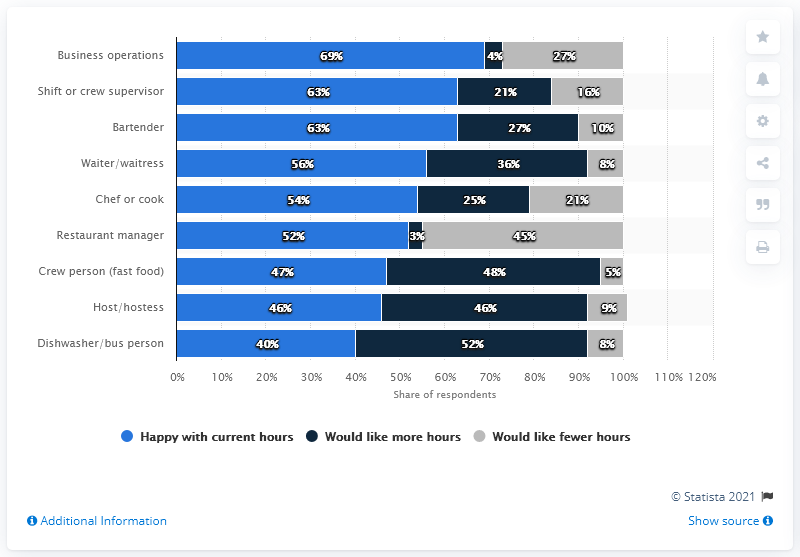 Business operations 69% 4% 27%
Shift or crew supervisor 63% 21% 16%
Bartender 63% 27% 10%
Waiter/waitress 56% 36% 8%
Chef or cook 54% 25% 21%
Restaurant manager 52% 3% 45%
Crew person (fast food) 47% 48% 5%
Host/hostess 46% 46% 9%
Dishwasher/bus person 40% 52% 8%
0% 10% 20% 30% 40% 50% 60% 70% 80% 90% 100% 110% 120%
Share of respondents
Happy with current hours Would like more hours Would like fewer hours
© Statista 2021
Additional Information Show source